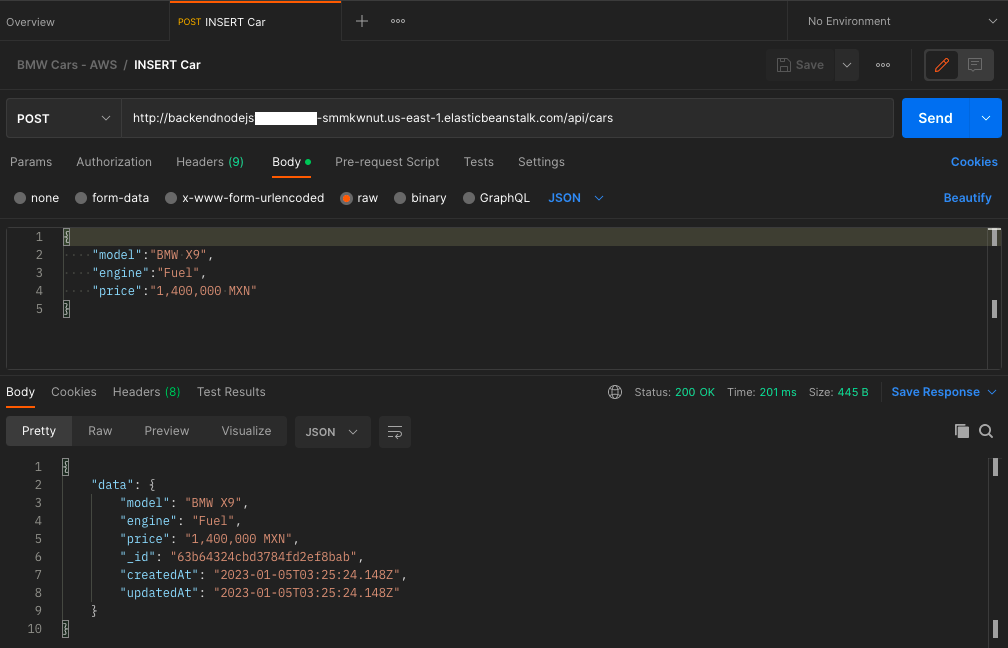 Overview
POST INSERT Car
No Environment
BMW Cars - AWS / INSERT Car
Save
POST
http://backendnodejs -smmkwnut.us-east-1.elasticbeanstalk.com/api/cars
Send
Params Authorization Headers (9) Body Pre-request Script Tests Settings Cookies
none form-data x-www-form-urlencoded raw binary GraphQL JSON Beautify
1 {
2 "model":"BMW X9",
3 "engine":"Fuel",
4 "price":"1,400,000 MXN"
5 }
Body Cookies Headers (8) Test Results Status: 200 OK Time: 201 ms Size: 445 B Save Response
Pretty Raw Preview Visualize JSON
1 {
2 "data": {
3 "model": "BMW X9",
4 "engine": "Fuel",
5 "price": "1,400,000 MXN",
6 "_id": "63b64324cbd3784fd2ef8bab",
7 "createdAt": "2023-01-05T03:25:24.148Z",
8 "updatedAt": "2023-01-05T03:25:24.148Z"
9 }
10 }